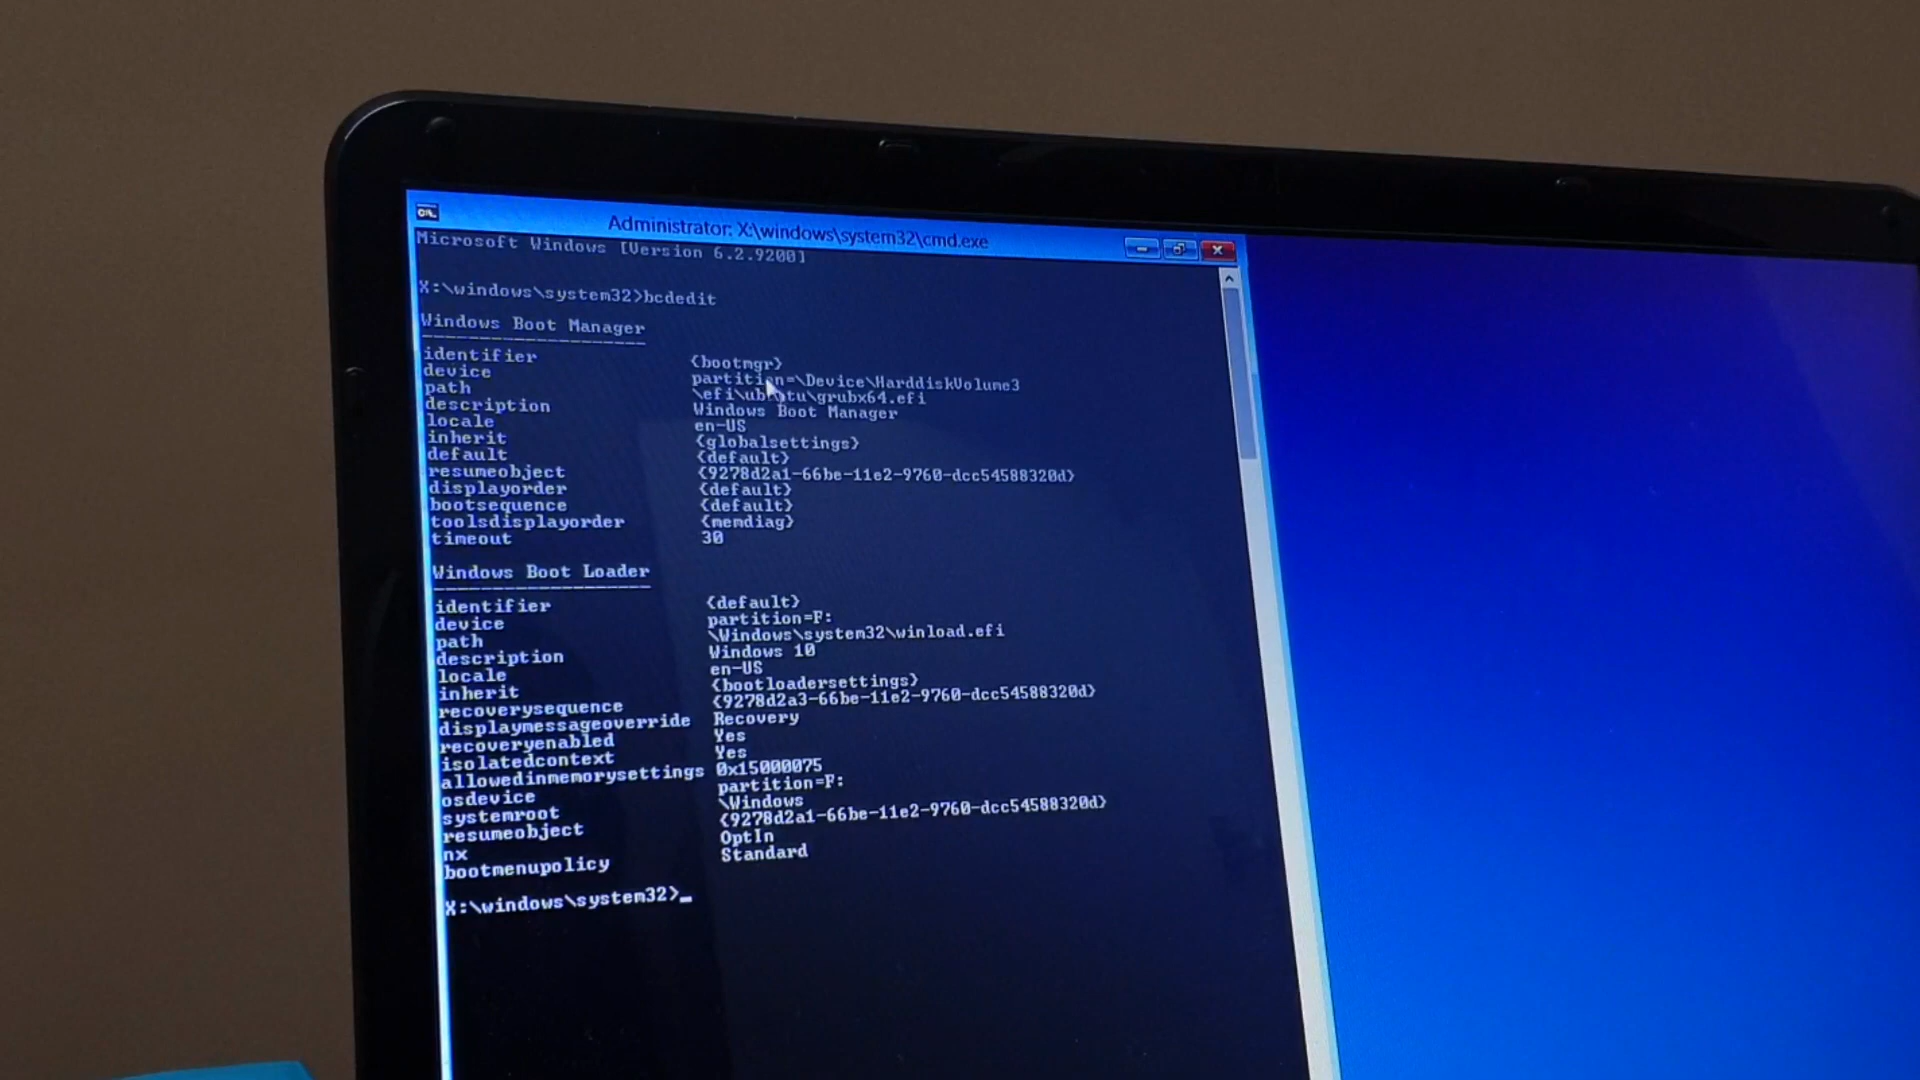 Administrator: X:\windows\system32\cmd.exe
Microsoft Windows [Version 6.2.9200]
X:\windows\system32>bcdedit
Windows Boot Manager
--------------------
identifier {bootmgr}
device partition=\Device\HarddiskVolume3
path \efi\ubuntu\grubx64.efi
description Windows Boot Manager
locale en-US
inherit {globalsettings}
default {default}
resumeobject {9278d2a1-66be-11e2-9760-dcc54588320d}
displayorder {default}
bootsequence {default}
toolsdisplayorder {memdiag}
timeout 30
Windows Boot Loader
-------------------
identifier {default}
device partition=F:
path \Windows\system32\winload.efi
description Windows 10
locale en-US
inherit {bootloadersettings}
recoverysequence {9278d2a3-66be-11e2-9760-dcc54588320d}
displaymessageoverride Recovery
recoveryenabled Yes
isolatedcontext Yes
allowedinmemorysettings 0x15000075
osdevice partition=F:
systemroot \Windows
resumeobject {9278d2a1-66be-11e2-9760-dcc54588320d}
nx OptIn
bootmenupolicy Standard
X:\windows\system32>_